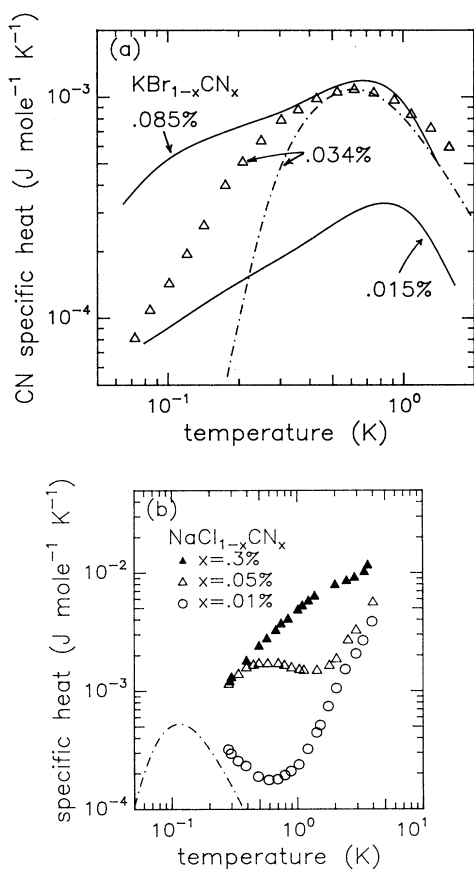 (a)
KBr1−xCNx
.085%
.034%
.015%
CN specific heat (J mole⁻¹ K⁻¹)
10⁻³
10⁻⁴
10⁻¹
10⁰
temperature (K)
(b)
NaCl1−xCNx
▲ x=.3%
△ x=.05%
○ x=.01%
specific heat (J mole⁻¹ K⁻¹)
10⁻²
10⁻³
10⁻⁴
10⁻¹
10⁰
10¹
temperature (K)